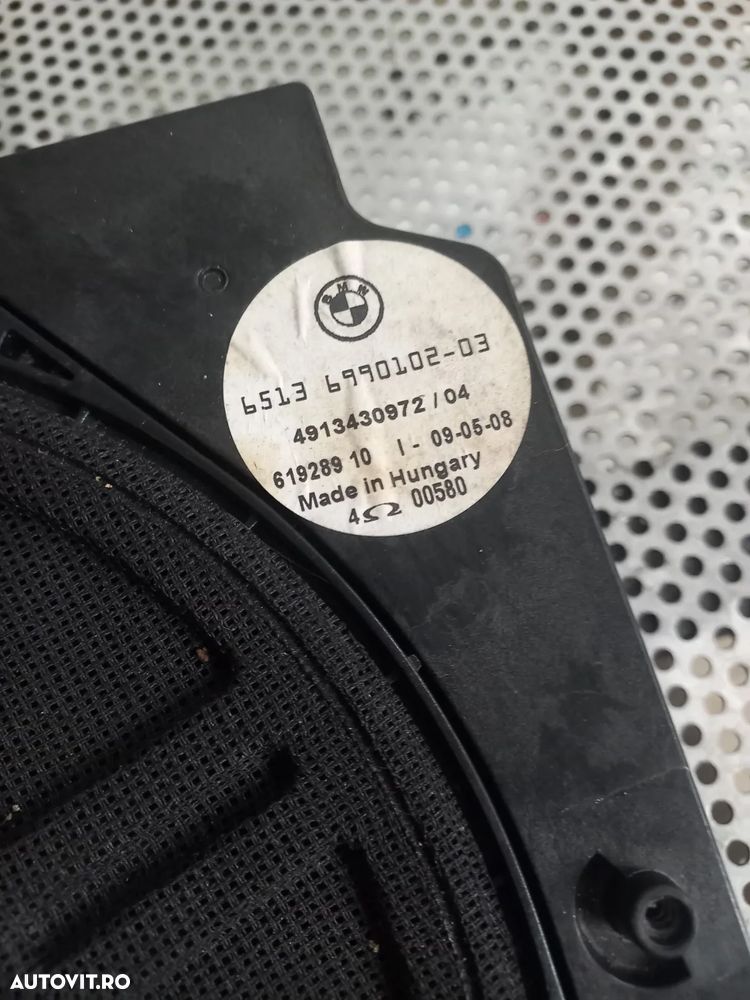 BMW
6513 6990102-03
4913430972 / 04
619289 10 I - 09-05-08
Made in Hungary
4Ω 00580
AUTOVIT.RO